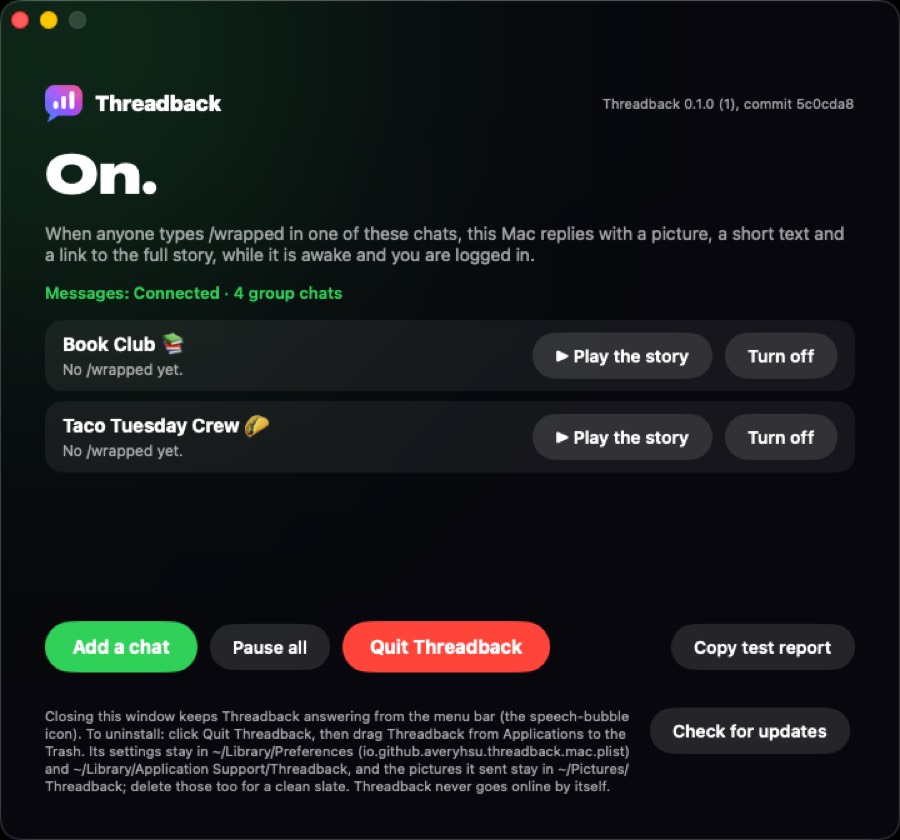 Threadback
Threadback 0.1.0 (1), commit 5c0cda8
On.
When anyone types /wrapped in one of these chats, this Mac replies with a picture, a short text and
a link to the full story, while it is awake and you are logged in.
Messages: Connected · 4 group chats
Book Club 📚
No /wrapped yet.
▶ Play the story
Turn off
Taco Tuesday Crew 🌮
No /wrapped yet.
▶ Play the story
Turn off
Add a chat
Pause all
Quit Threadback
Copy test report
Closing this window keeps Threadback answering from the menu bar (the speech-bubble
icon). To uninstall: click Quit Threadback, then drag Threadback from Applications to the
Trash. Its settings stay in ~/Library/Preferences (io.github.averyhsu.threadback.mac.plist)
and ~/Library/Application Support/Threadback, and the pictures it sent stay in ~/Pictures/
Threadback; delete those too for a clean slate. Threadback never goes online by itself.
Check for updates